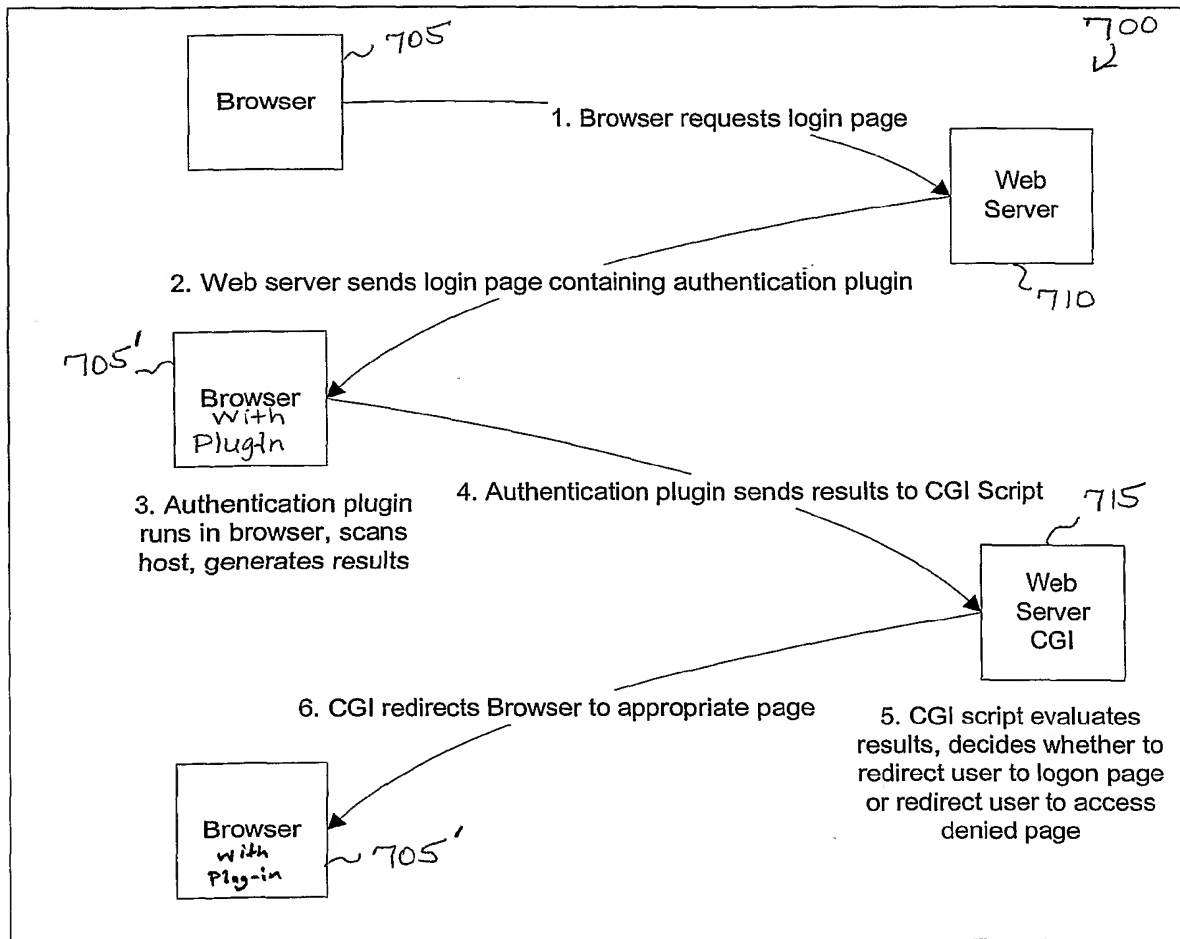 705
700
Browser
1. Browser requests login page
Web
Server
710
2. Web server sends login page containing authentication plugin
705'
Browser
with
Plug-In
3. Authentication plugin
runs in browser, scans
host, generates results
4. Authentication plugin sends results to CGI Script
715
Web
Server
CGI
6. CGI redirects Browser to appropriate page
5. CGI script evaluates
results, decides whether to
redirect user to logon page
or redirect user to access
denied page
Browser
with
Plug-in
705'